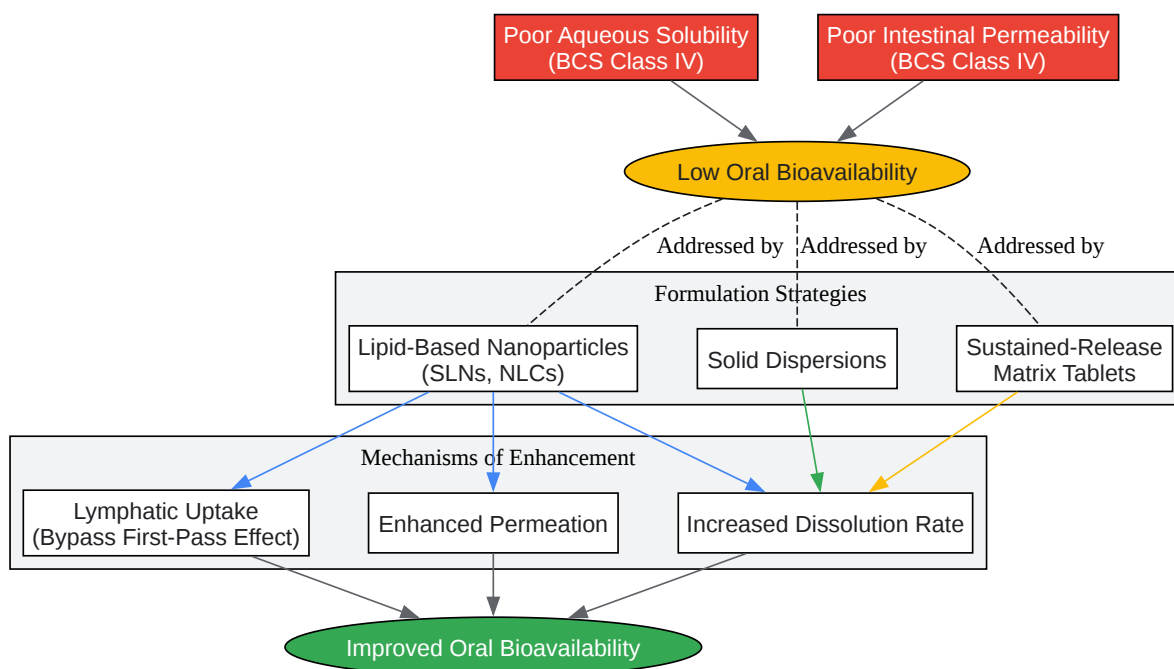 Poor Aqueous Solubility
(BCS Class IV)
Poor Intestinal Permeability
(BCS Class IV)
Low Oral Bioavailability
Addressed by
Addressed by
Addressed by
Formulation Strategies
Lipid-Based Nanoparticles
(SLNs, NLCs)
Solid Dispersions
Sustained-Release
Matrix Tablets
Mechanisms of Enhancement
Lymphatic Uptake
(Bypass First-Pass Effect)
Enhanced Permeation
Increased Dissolution Rate
Improved Oral Bioavailability